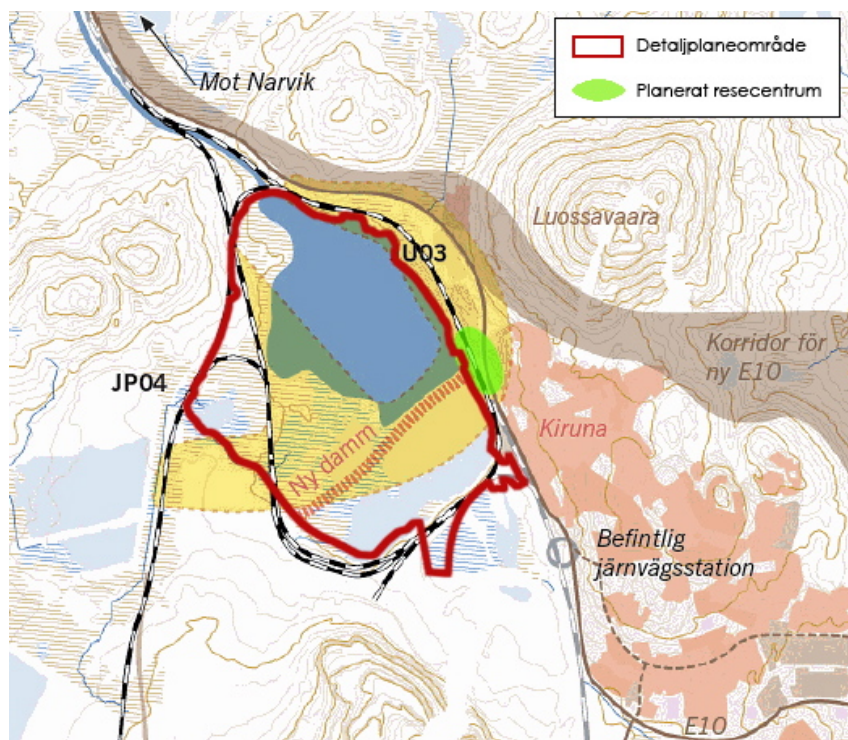 Detaljplaneområde
Planerat resecentrum
Mot Narvik
Luossavaara
U03
Korridor för
ny E10
JP04
Kiruna
Ny damm
Befintlig
järnvägsstation
E10